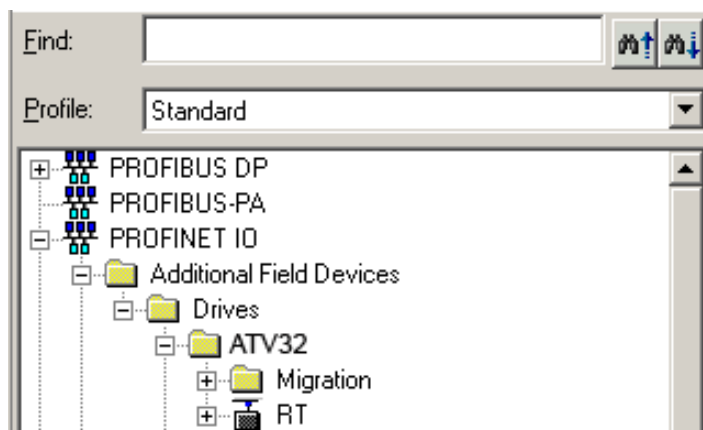 Find:
Profile: Standard
PROFIBUS DP
PROFIBUS-PA
PROFINET IO
Additional Field Devices
Drives
ATV32
Migration
RT